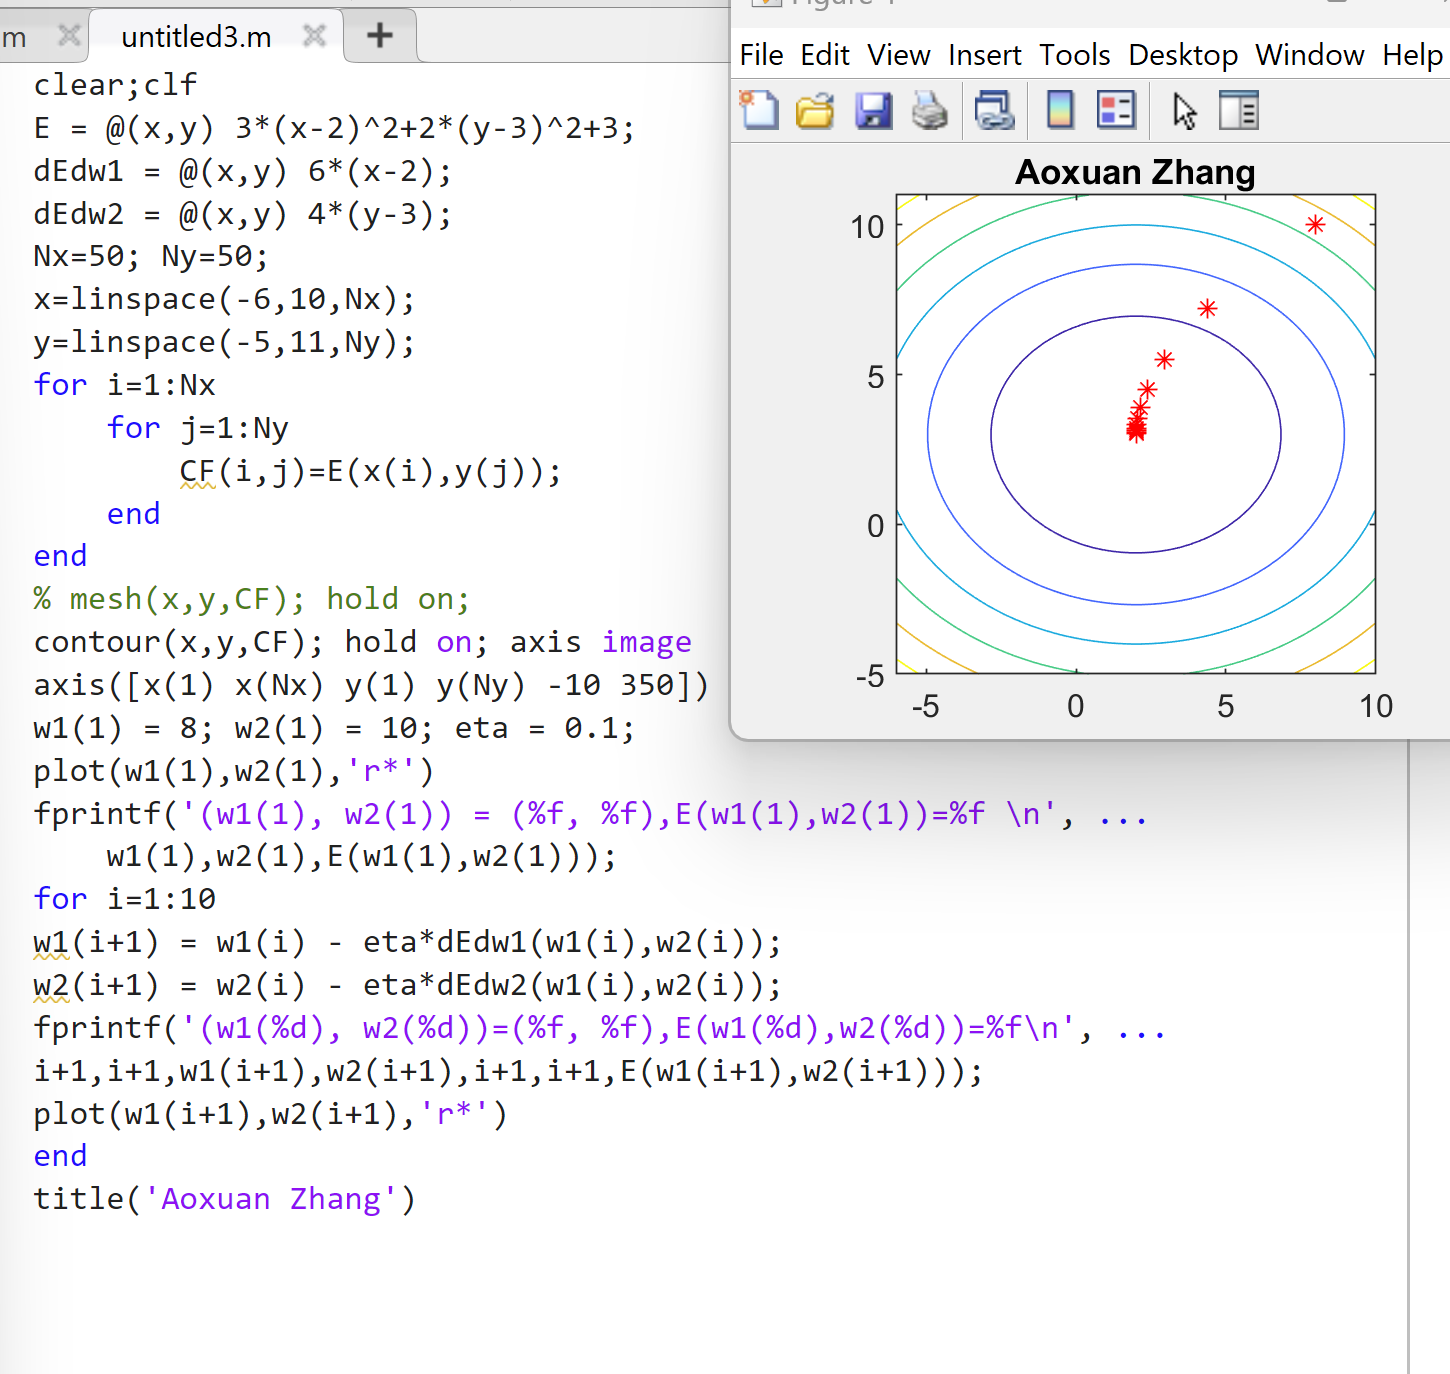 m
untitled3.m
clear;clf
E = @(x,y) 3*(x-2)^2+2*(y-3)^2+3;
dEdw1 = @(x,y) 6*(x-2);
dEdw2 = @(x,y) 4*(y-3);
Nx=50; Ny=50;
x=linspace(-6,10,Nx);
y=linspace(-5,11,Ny);
for i=1:Nx
    for j=1:Ny
        CF(i,j)=E(x(i),y(j));
    end
end
% mesh(x,y,CF); hold on;
contour(x,y,CF); hold on; axis image
axis([x(1) x(Nx) y(1) y(Ny) -10 350])
w1(1) = 8; w2(1) = 10; eta = 0.1;
plot(w1(1),w2(1),'r*')
fprintf('(w1(1), w2(1)) = (%f, %f),E(w1(1),w2(1))=%f \n', ...
    w1(1),w2(1),E(w1(1),w2(1)));
for i=1:10
w1(i+1) = w1(i) - eta*dEdw1(w1(i),w2(i));
w2(i+1) = w2(i) - eta*dEdw2(w1(i),w2(i));
fprintf('(w1(%d), w2(%d))=(%f, %f),E(w1(%d),w2(%d))=%f\n', ...
i+1,i+1,w1(i+1),w2(i+1),i+1,i+1,E(w1(i+1),w2(i+1)));
plot(w1(i+1),w2(i+1),'r*')
end
title('Aoxuan Zhang')
File Edit View Insert Tools Desktop Window Help
Aoxuan Zhang
10
5
0
-5
-5 0 5 10